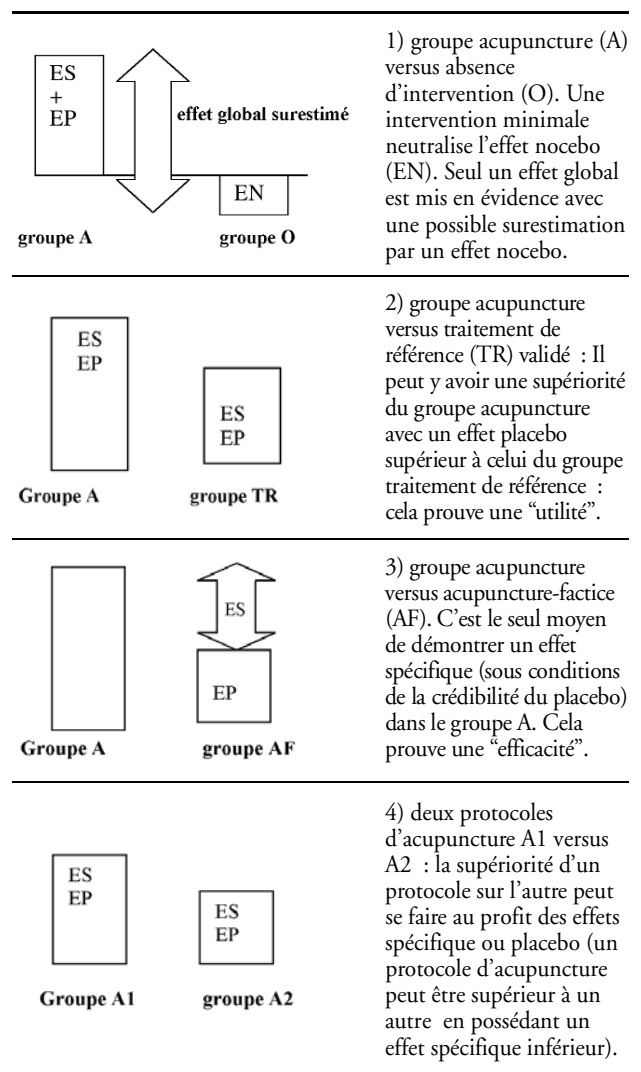 ES
+
EP
effet global surestimé
EN
groupe A
groupe O
1) groupe acupuncture (A)
versus absence
d'intervention (O). Une
intervention minimale
neutralise l'effet nocebo
(EN). Seul un effet global
est mis en évidence avec
une possible surestimation
par un effet nocebo.
ES
EP
ES
EP
Groupe A
groupe TR
2) groupe acupuncture
versus traitement de
référence (TR) validé : Il
peut y avoir une supériorité
du groupe acupuncture
avec un effet placebo
supérieur à celui du groupe
traitement de référence :
cela prouve une “utilité”.
ES
EP
Groupe A
groupe AF
3) groupe acupuncture
versus acupuncture-factice
(AF). C'est le seul moyen
de démontrer un effet
spécifique (sous conditions
de la crédibilité du placebo)
dans le groupe A. Cela
prouve une “efficacité”.
ES
EP
ES
EP
Groupe A1
groupe A2
4) deux protocoles
d'acupuncture A1 versus
A2 : la supériorité d'un
protocole sur l'autre peut
se faire au profit des effets
spécifique ou placebo (un
protocole d'acupuncture
peut être supérieur à un
autre en possédant un
effet spécifique inférieur).